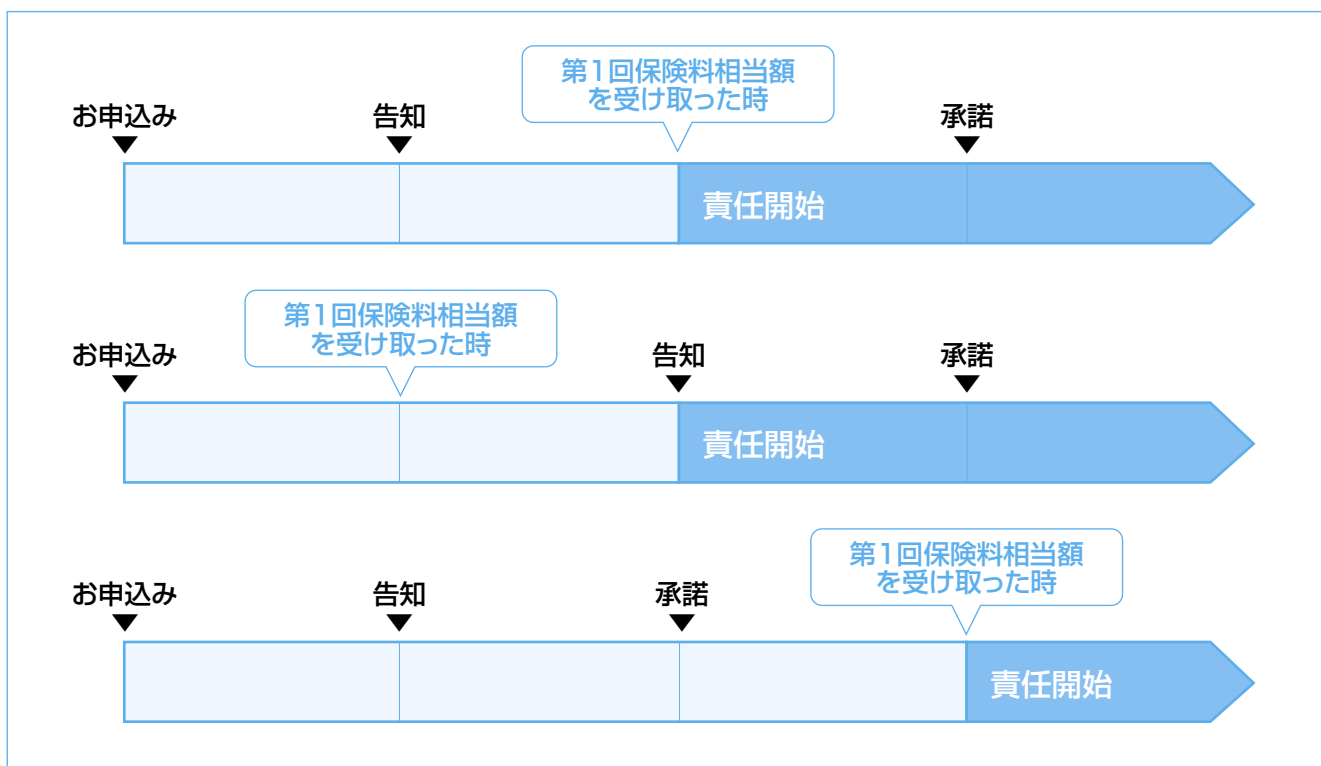 第1回保険料相当額
を受け取った時
お申込み
告知
承諾
責任開始
第1回保険料相当額
を受け取った時
お申込み
告知
承諾
責任開始
第1回保険料相当額
を受け取った時
お申込み
告知
承諾
責任開始